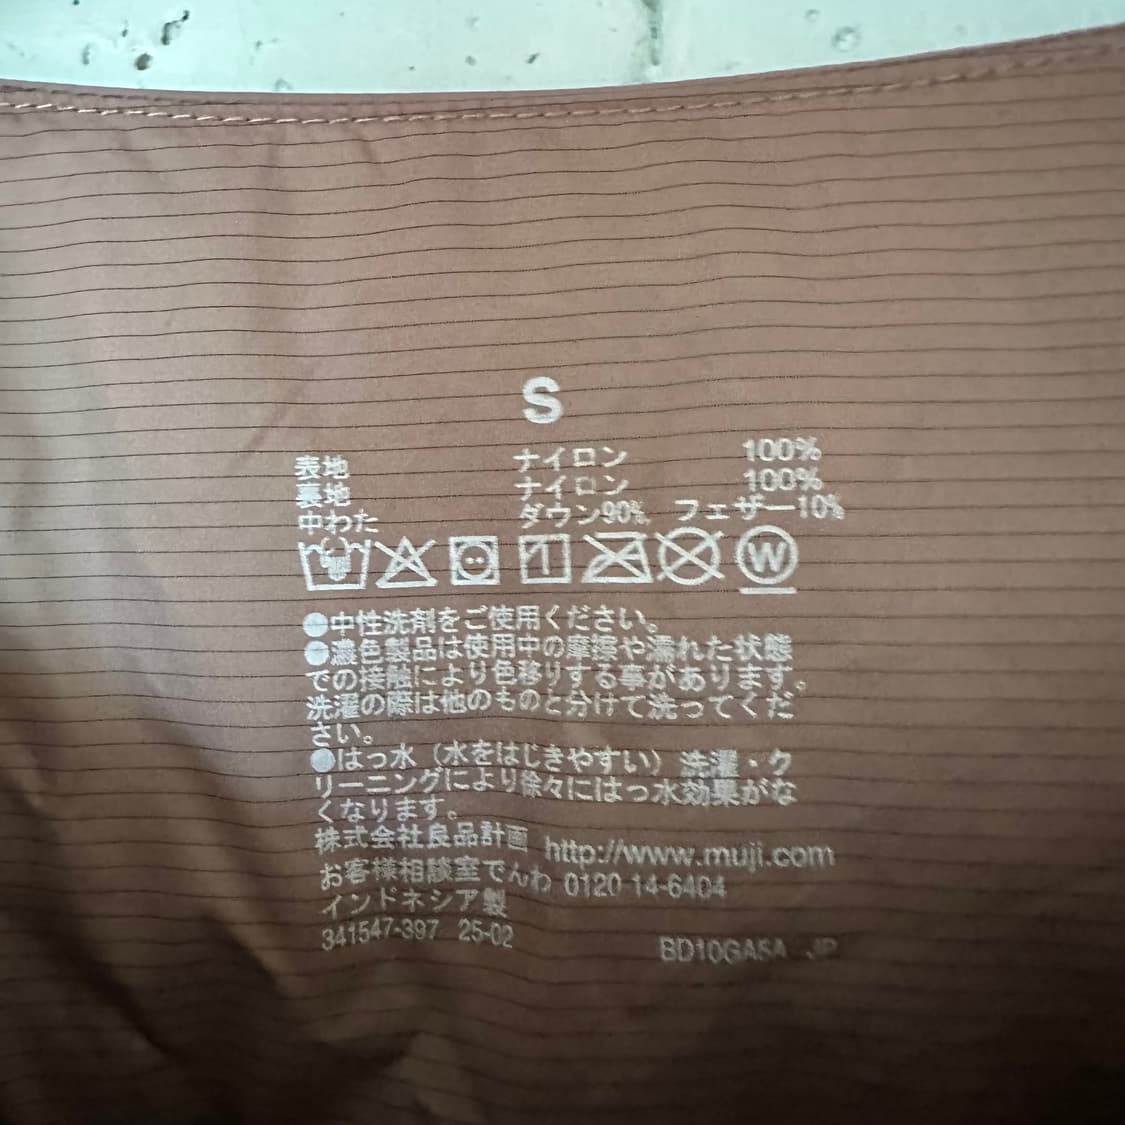 S
表地 ナイロン 100%
裏地 ナイロン 100%
中わた ダウン90% フェザー10%
W
●中性洗剤をご使用ください。
●濃色製品は使用中の摩擦や濡れた状態
での接触により色移りする事があります。
洗濯の際は他のものと分けて洗ってくだ
さい。
●はっ水（水をはじきやすい）洗濯・ク
リーニングにより徐々にはっ水効果がな
くなります。
株式会社良品計画 http://www.muji.com
お客様相談室でんわ 0120-14-6404
インドネシア製
341547-397 25-02 BD10GA5A JP